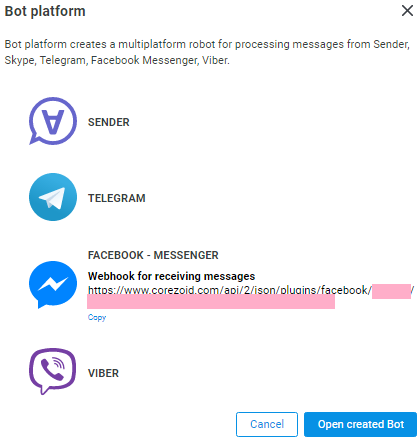 Bot platform
Bot platform creates a multiplatform robot for processing messages from Sender,
Skype, Telegram, Facebook Messenger, Viber.
SENDER
TELEGRAM
FACEBOOK - MESSENGER
Webhook for receiving messages
https://www.corezoid.com/api/2/json/plugins/facebook/ /
Copy
VIBER
Cancel
Open created Bot